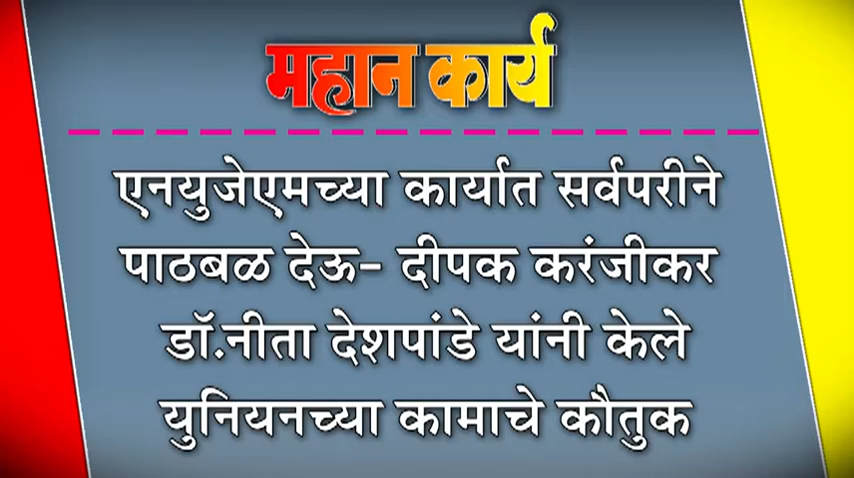 महान कार्य
एनयुजेएमच्या कार्यात सर्वपरीने
पाठबळ देऊ- दीपक करंजीकर
डॉ.नीता देशपांडे यांनी केले
युनियनच्या कामाचे कौतुक